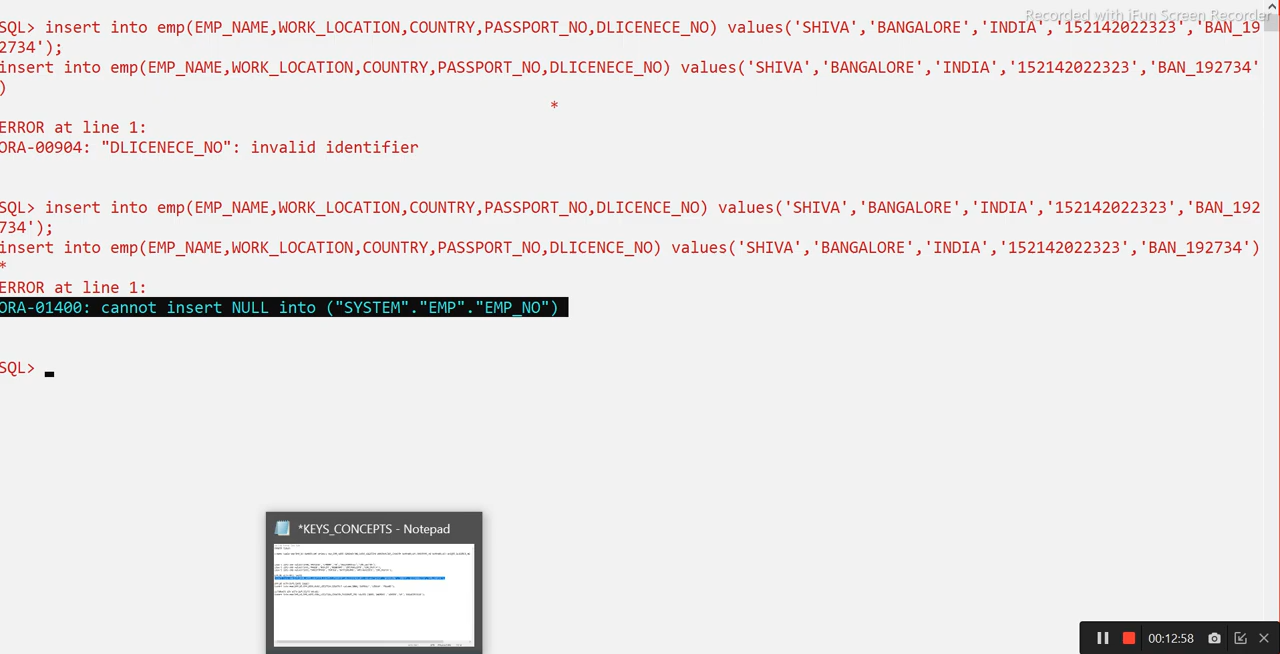 Recorded with iFun Screen Recorder
SQL> insert into emp(EMP_NAME,WORK_LOCATION,COUNTRY,PASSPORT_NO,DLICENECE_NO) values('SHIVA','BANGALORE','INDIA','152142022323','BAN_19
2734');
insert into emp(EMP_NAME,WORK_LOCATION,COUNTRY,PASSPORT_NO,DLICENECE_NO) values('SHIVA','BANGALORE','INDIA','152142022323','BAN_192734'
)
*
ERROR at line 1:
ORA-00904: "DLICENECE_NO": invalid identifier
SQL> insert into emp(EMP_NAME,WORK_LOCATION,COUNTRY,PASSPORT_NO,DLICENCE_NO) values('SHIVA','BANGALORE','INDIA','152142022323','BAN_192
734');
insert into emp(EMP_NAME,WORK_LOCATION,COUNTRY,PASSPORT_NO,DLICENCE_NO) values('SHIVA','BANGALORE','INDIA','152142022323','BAN_192734')
*
ERROR at line 1:
ORA-01400: cannot insert NULL into ("SYSTEM"."EMP"."EMP_NO")
SQL>
*KEYS_CONCEPTS - Notepad
00:12:58